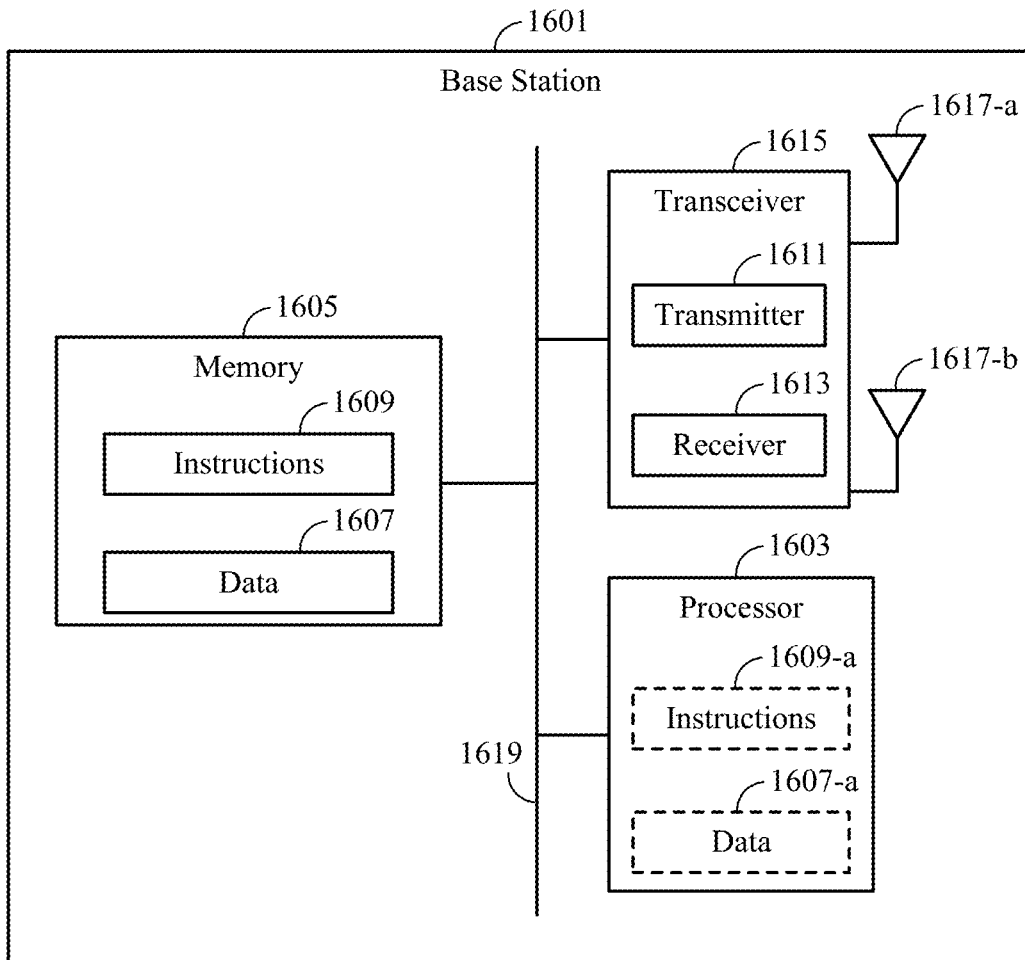 1601
Base Station
1617-a
1615
Transceiver
1611
Transmitter
1605
Memory
1617-b
1613
Receiver
1609
Instructions
1607
Data
1603
Processor
1609-a
Instructions
1619
1607-a
Data